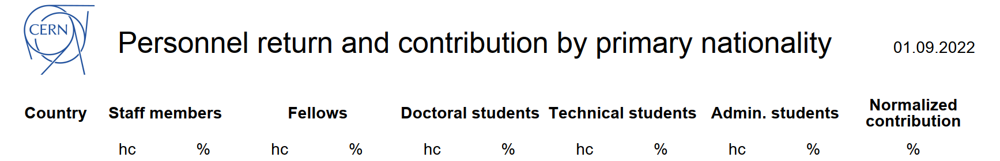 CERN
Personnel return and contribution by primary nationality 01.09.2022
Country Staff members Fellows Doctoral students Technical students Admin. students Normalized contribution
hc % hc % hc % hc % hc % %